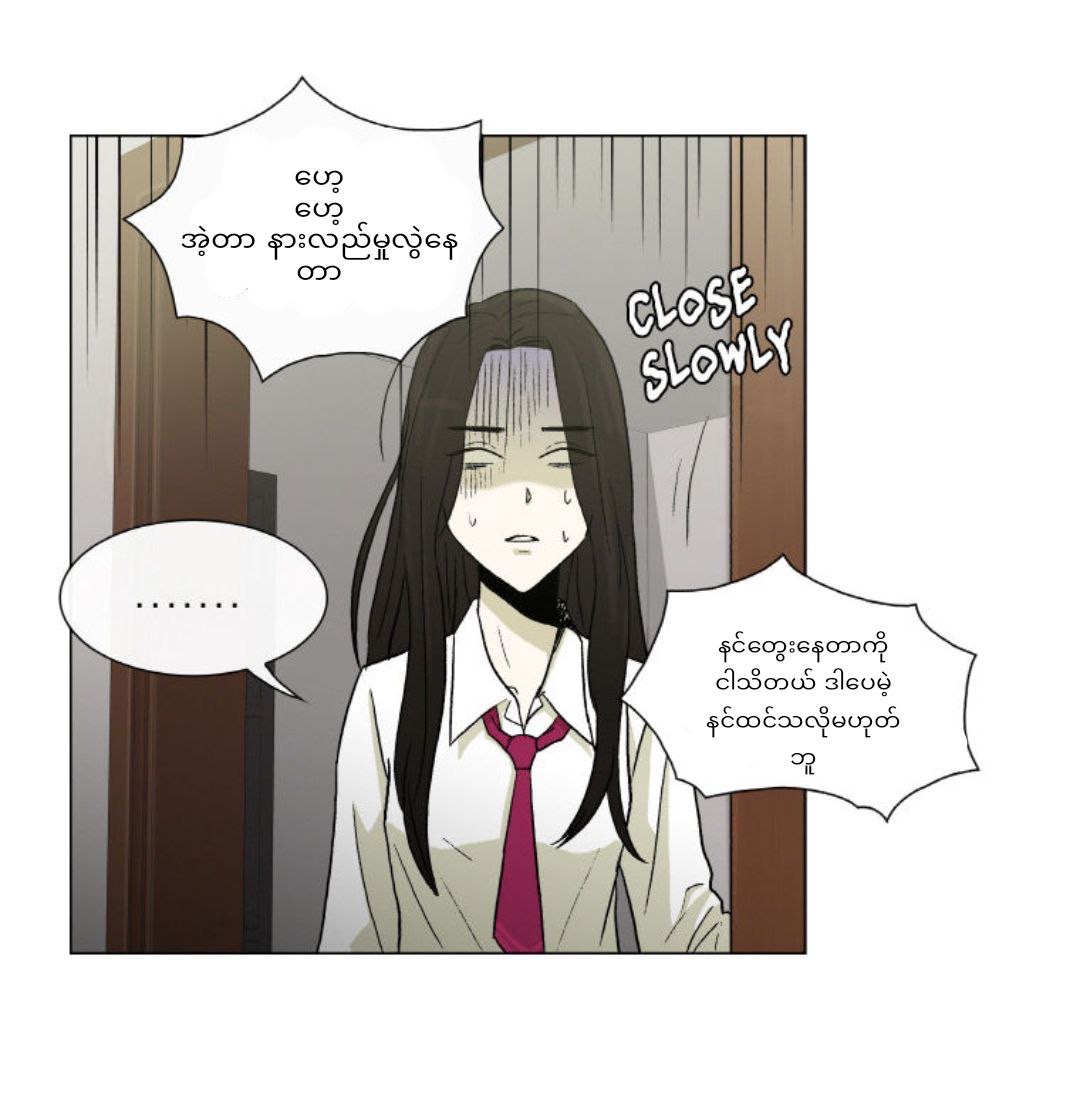 ဟေ့
ဟေ့
အဲ့တာ နားလည်မှုလွဲနေ
တာ
CLOSE
SLOWLY
.......
နင်တွေးနေတာကို
ငါသိတယ် ဒါပေမဲ့
နင်ထင်သလိုမဟုတ်
ဘူ